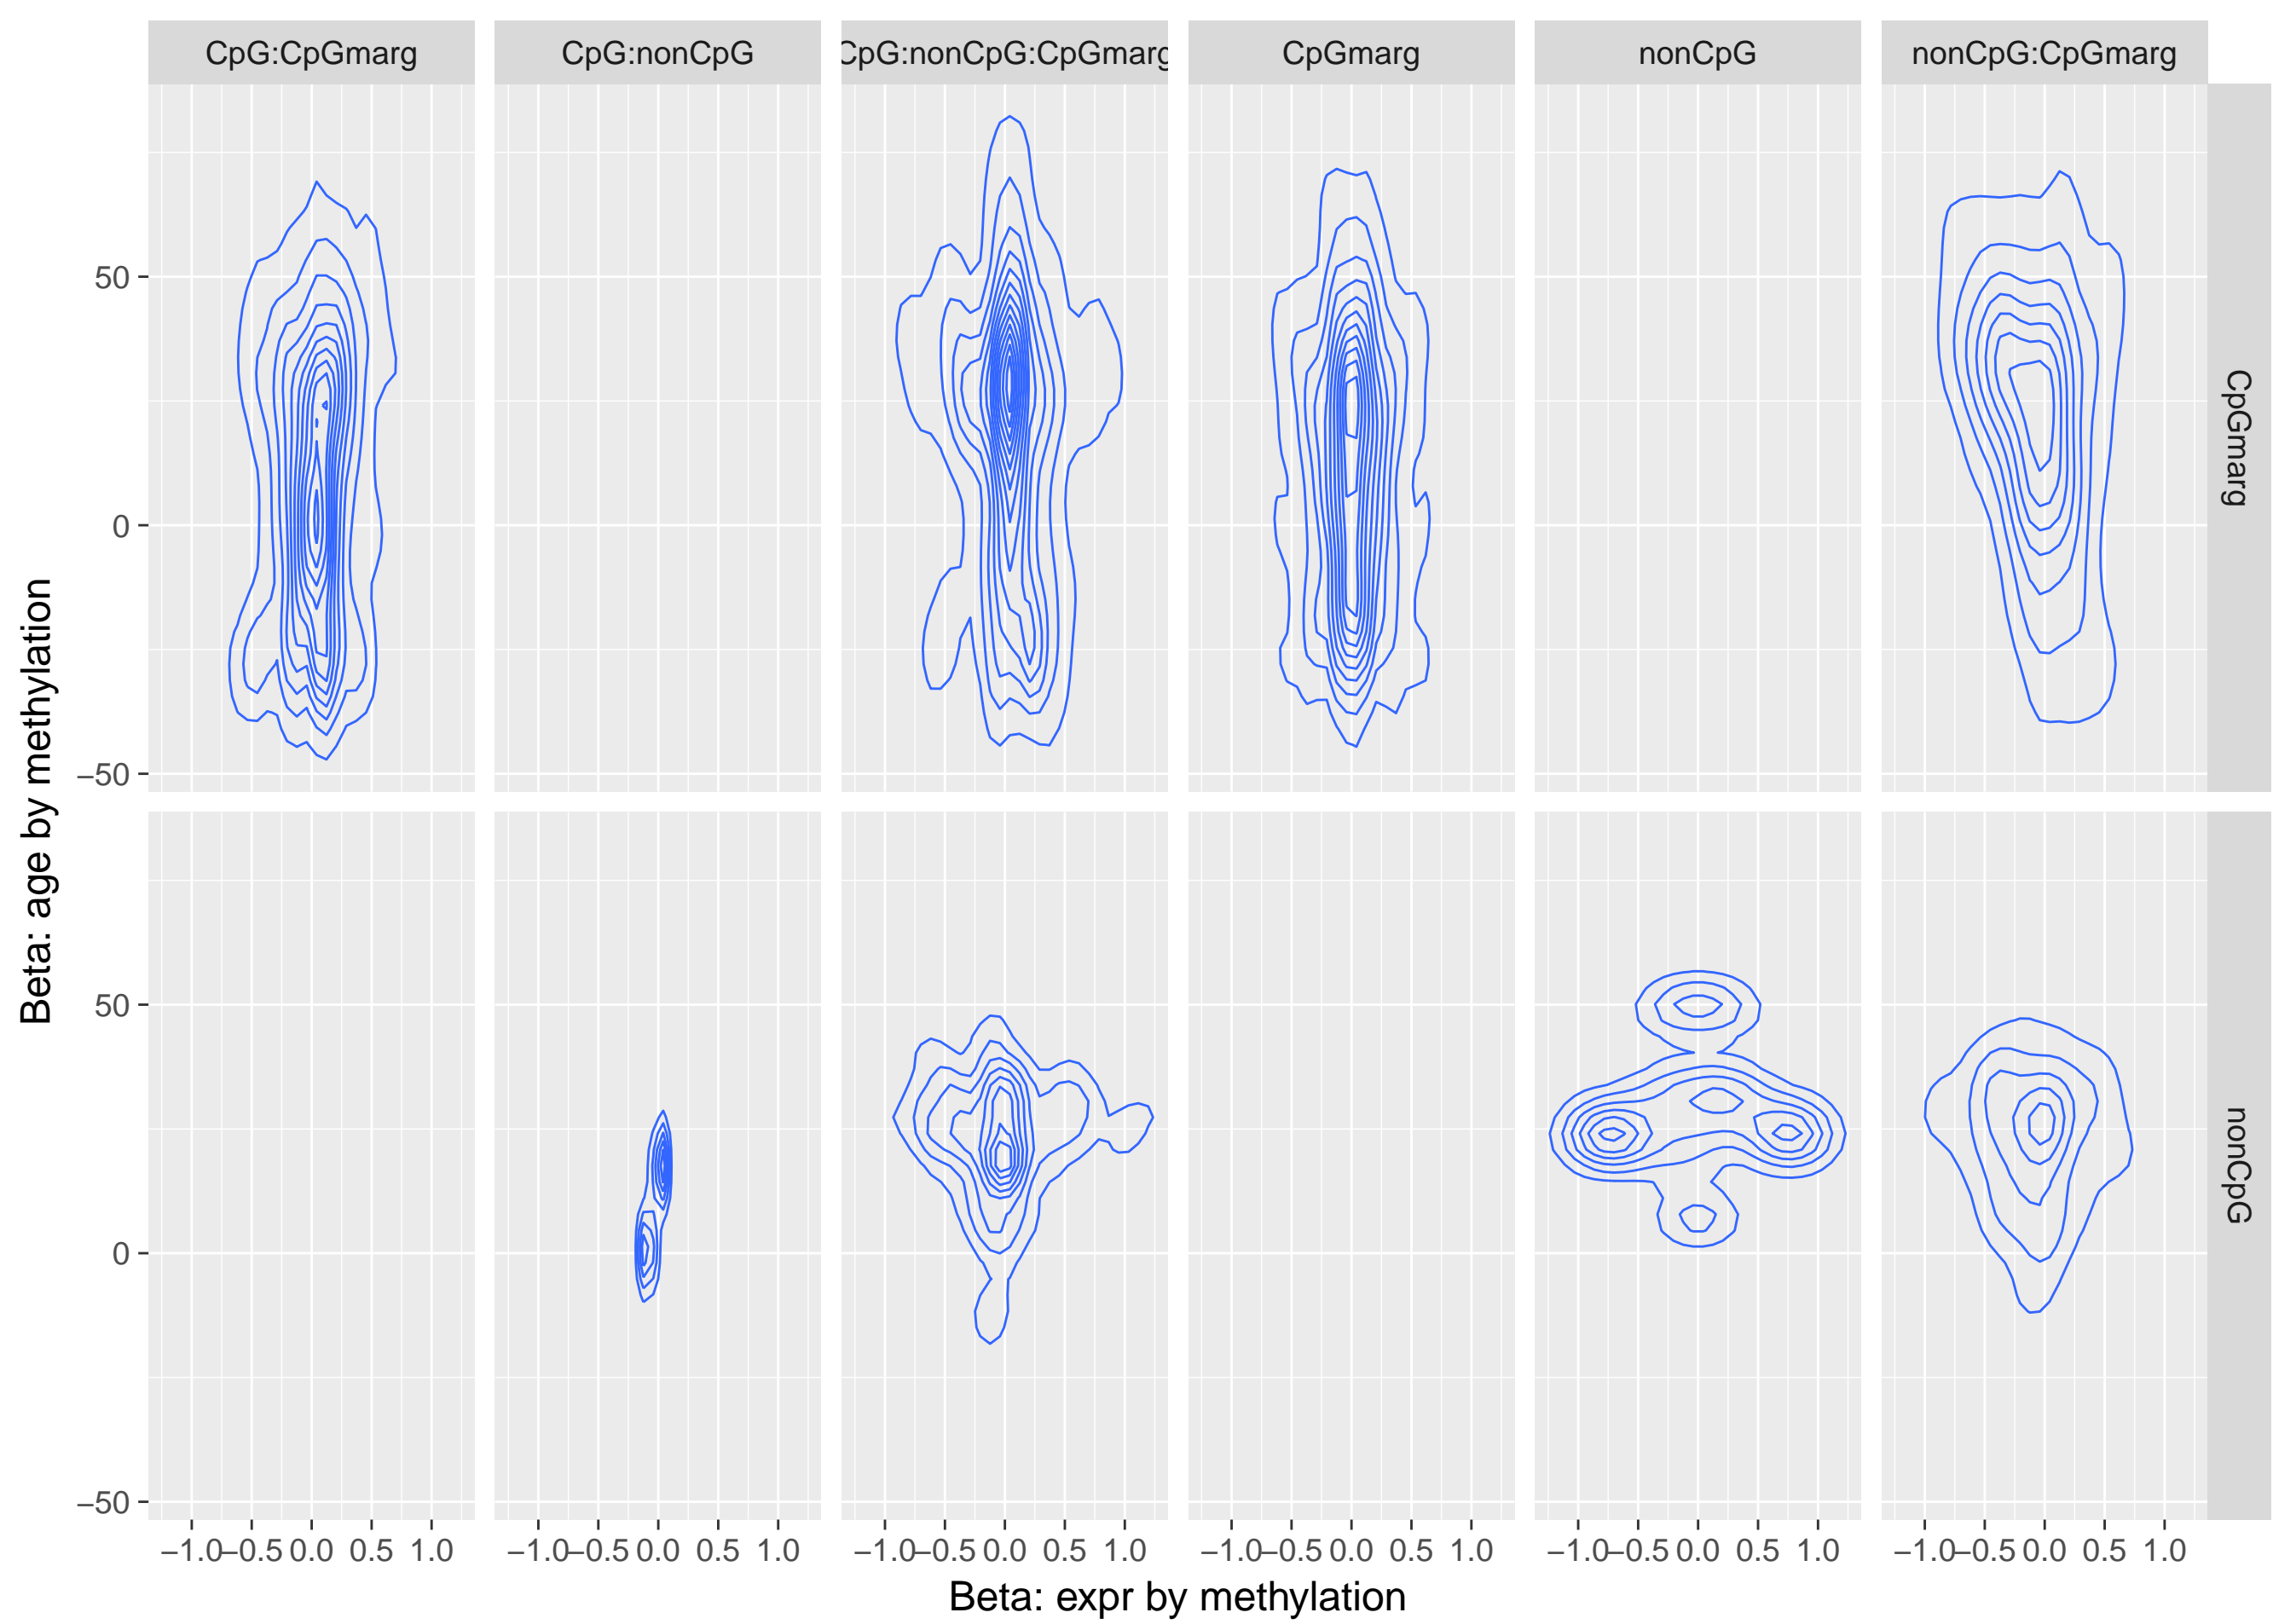 CpG:CpGmarg
CpG:nonCpG
CpG:nonCpG:CpGmarg
CpGmarg
nonCpG
nonCpG:CpGmarg
CpGmarg
nonCpG
Beta: age by methylation
50
0
−50
50
0
−50
−1.0 −0.5 0.0 0.5 1.0
−1.0 −0.5 0.0 0.5 1.0
−1.0 −0.5 0.0 0.5 1.0
−1.0 −0.5 0.0 0.5 1.0
−1.0 −0.5 0.0 0.5 1.0
−1.0 −0.5 0.0 0.5 1.0
Beta: expr by methylation